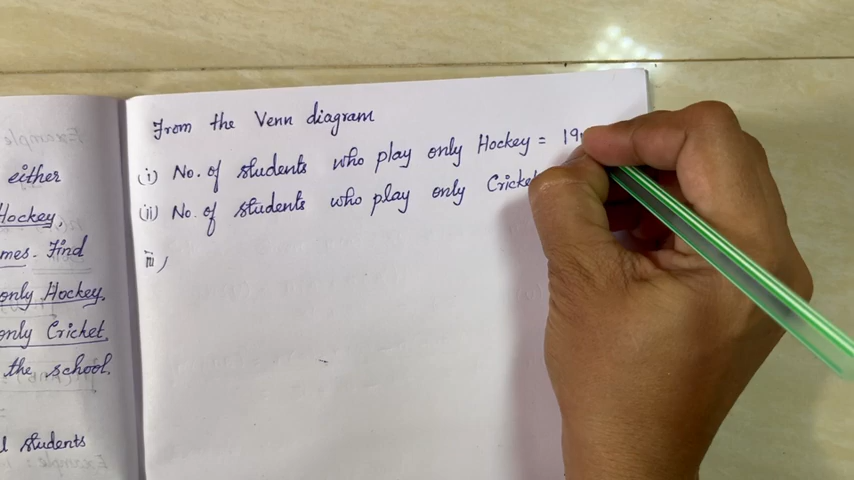 either
Hockey,
mes. Find
only Hockey.
only Cricket
the school.
students
From the Venn diagram
(i) No. of students who play only Hockey = 19
(ii) No. of students who play only Cricket
iii)